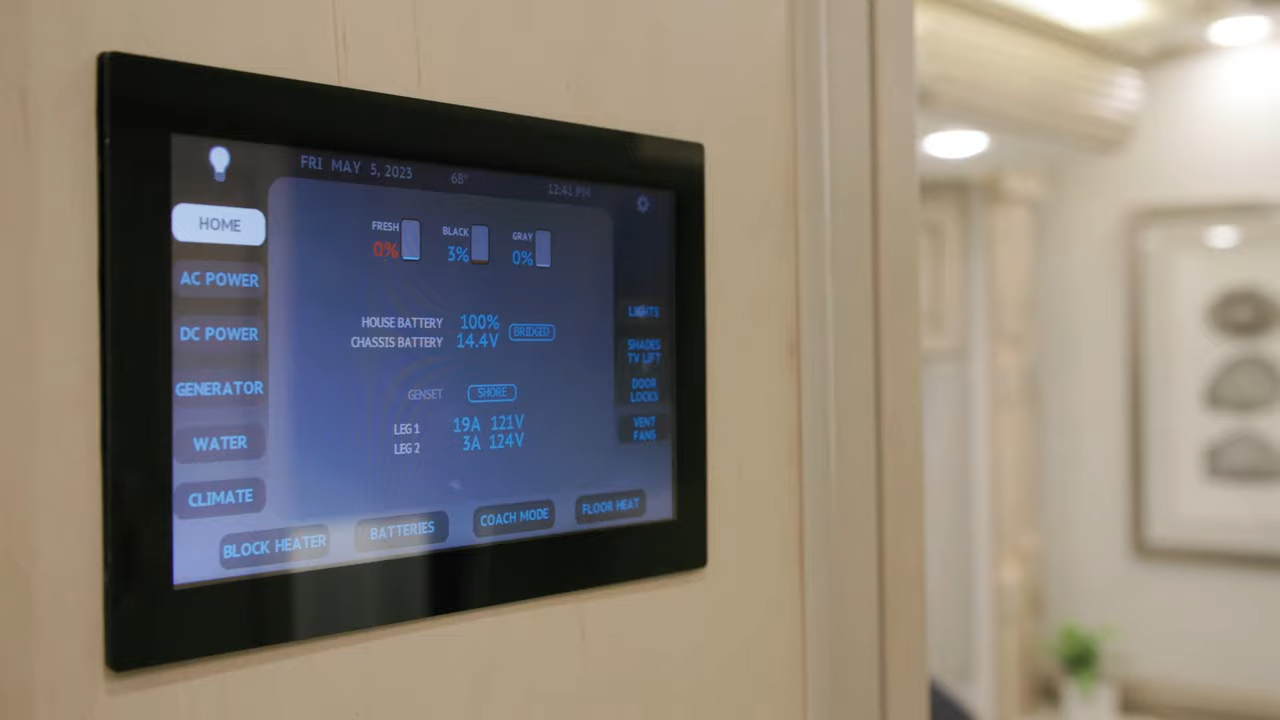 FRI MAY 5, 2023 68° 12:41 PM
HOME
AC POWER
DC POWER
GENERATOR
WATER
CLIMATE
FRESH
0%
BLACK
3%
GRAY
0%
HOUSE BATTERY 100%
CHASSIS BATTERY 14.4V
BRIDGED
GENSET SHORE
LEG 1 19A 121V
LEG 2 3A 124V
LIGHTS
SHADES
TV LIFT
DOOR
LOCKS
VENT
FANS
BLOCK HEATER BATTERIES COACH MODE FLOOR HEAT